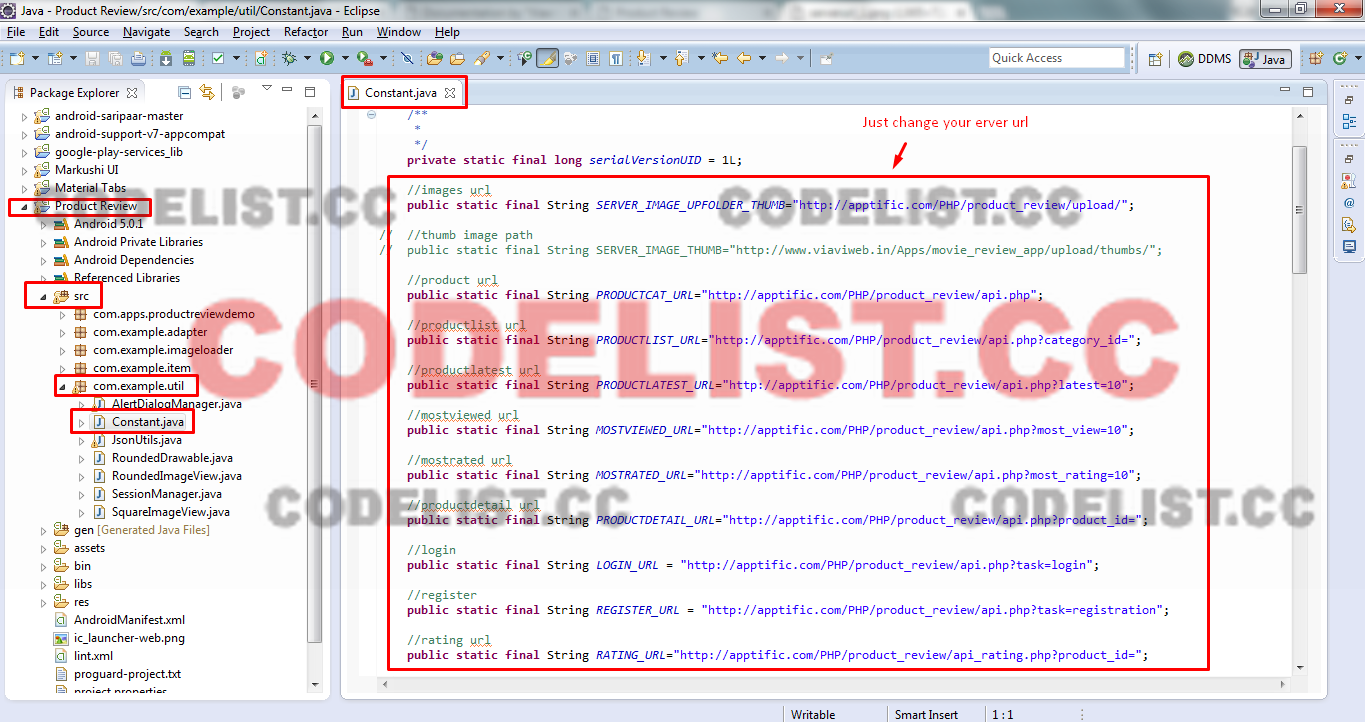 Java - Product Review/src/com/example/util/Constant.java - Eclipse
File Edit Source Navigate Search Project Refactor Run Window Help
Quick Access
DDMS
Java
Package Explorer
android-saripaar-master
android-support-v7-appcompat
google-play-services_lib
Markushi UI
Material Tabs
Product Review
Android 5.0.1
Android Private Libraries
Android Dependencies
Referenced Libraries
src
com.apps.productreviewdemo
com.example.adapter
com.example.imageloader
com.example.item
com.example.util
AlertDialogManager.java
Constant.java
JsonUtils.java
RoundedDrawable.java
RoundedImageView.java
SessionManager.java
SquareImageView.java
gen [Generated Java Files]
assets
bin
libs
res
AndroidManifest.xml
ic_launcher-web.png
lint.xml
proguard-project.txt
project.properties
Constant.java
Just change your erver url
/**
*
*/
private static final long serialVersionUID = 1L;
//images url
public static final String SERVER_IMAGE_UPFOLDER_THUMB="http://apptific.com/PHP/product_review/upload/";
// //thumb image path
// public static final String SERVER_IMAGE_THUMB="http://www.viaviweb.in/Apps/movie_review_app/upload/thumbs/";
//product url
public static final String PRODUCTCAT_URL="http://apptific.com/PHP/product_review/api.php";
//productlist url
public static final String PRODUCTLIST_URL="http://apptific.com/PHP/product_review/api.php?category_id=";
//productlatest url
public static final String PRODUCTLATEST_URL="http://apptific.com/PHP/product_review/api.php?latest=10";
//mostviewed url
public static final String MOSTVIEWED_URL="http://apptific.com/PHP/product_review/api.php?most_view=10";
//mostrated url
public static final String MOSTRATED_URL="http://apptific.com/PHP/product_review/api.php?most_rating=10";
//productdetail url
public static final String PRODUCTDETAIL_URL="http://apptific.com/PHP/product_review/api.php?product_id=";
//login
public static final String LOGIN_URL = "http://apptific.com/PHP/product_review/api.php?task=login";
//register
public static final String REGISTER_URL = "http://apptific.com/PHP/product_review/api.php?task=registration";
//rating url
public static final String RATING_URL="http://apptific.com/PHP/product_review/api_rating.php?product_id=";
CODELIST.CC
CODELIST.CC
CODELIST.CC
CODELIST.CC
CODELIST.CC
Writable
Smart Insert
1 : 1